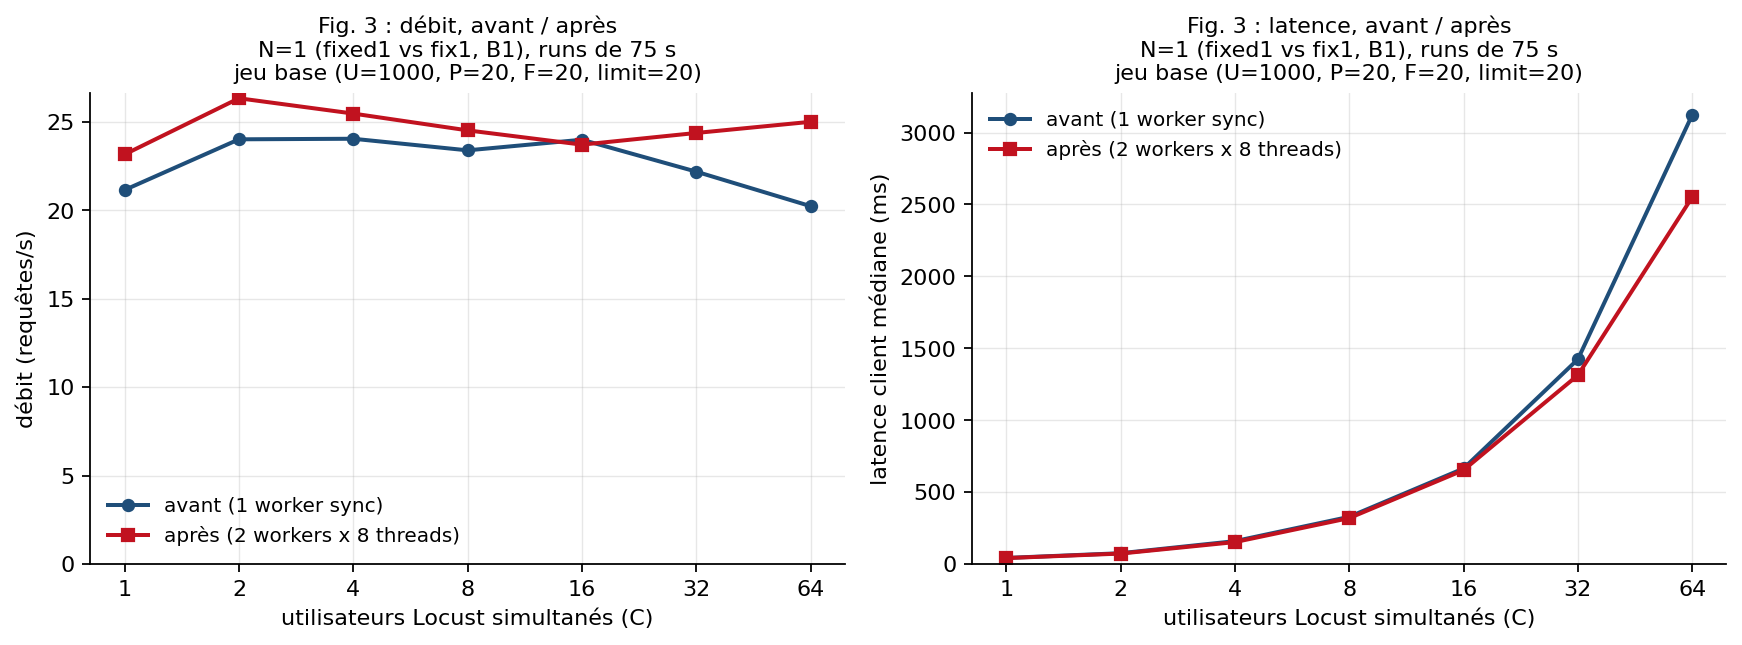 Fig. 3 : débit, avant / après
N=1 (fixed1 vs fix1, B1), runs de 75 s
jeu base (U=1000, P=20, F=20, limit=20)
débit (requêtes/s)
25
20
15
10
5
0
avant (1 worker sync)
après (2 workers x 8 threads)
1 2 4 8 16 32 64
utilisateurs Locust simultanés (C)
Fig. 3 : latence, avant / après
N=1 (fixed1 vs fix1, B1), runs de 75 s
jeu base (U=1000, P=20, F=20, limit=20)
latence client médiane (ms)
avant (1 worker sync)
après (2 workers x 8 threads)
3000
2500
2000
1500
1000
500
0
1 2 4 8 16 32 64
utilisateurs Locust simultanés (C)